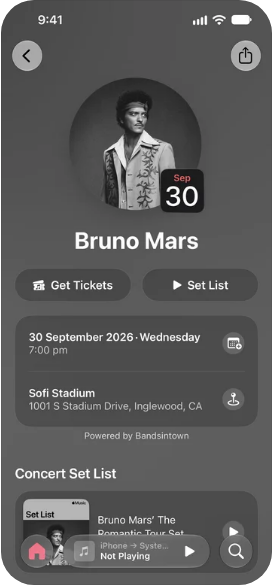 9:41
Sep
30
Bruno Mars
Get Tickets
Set List
30 September 2026 · Wednesday
7:00 pm
Sofi Stadium
1001 S Stadium Drive, Inglewood, CA
Powered by Bandsintown
Concert Set List
Music
Set List
Bruno Mars’ The
Romantic Tour Set
iPhone → Syste...
Not Playing